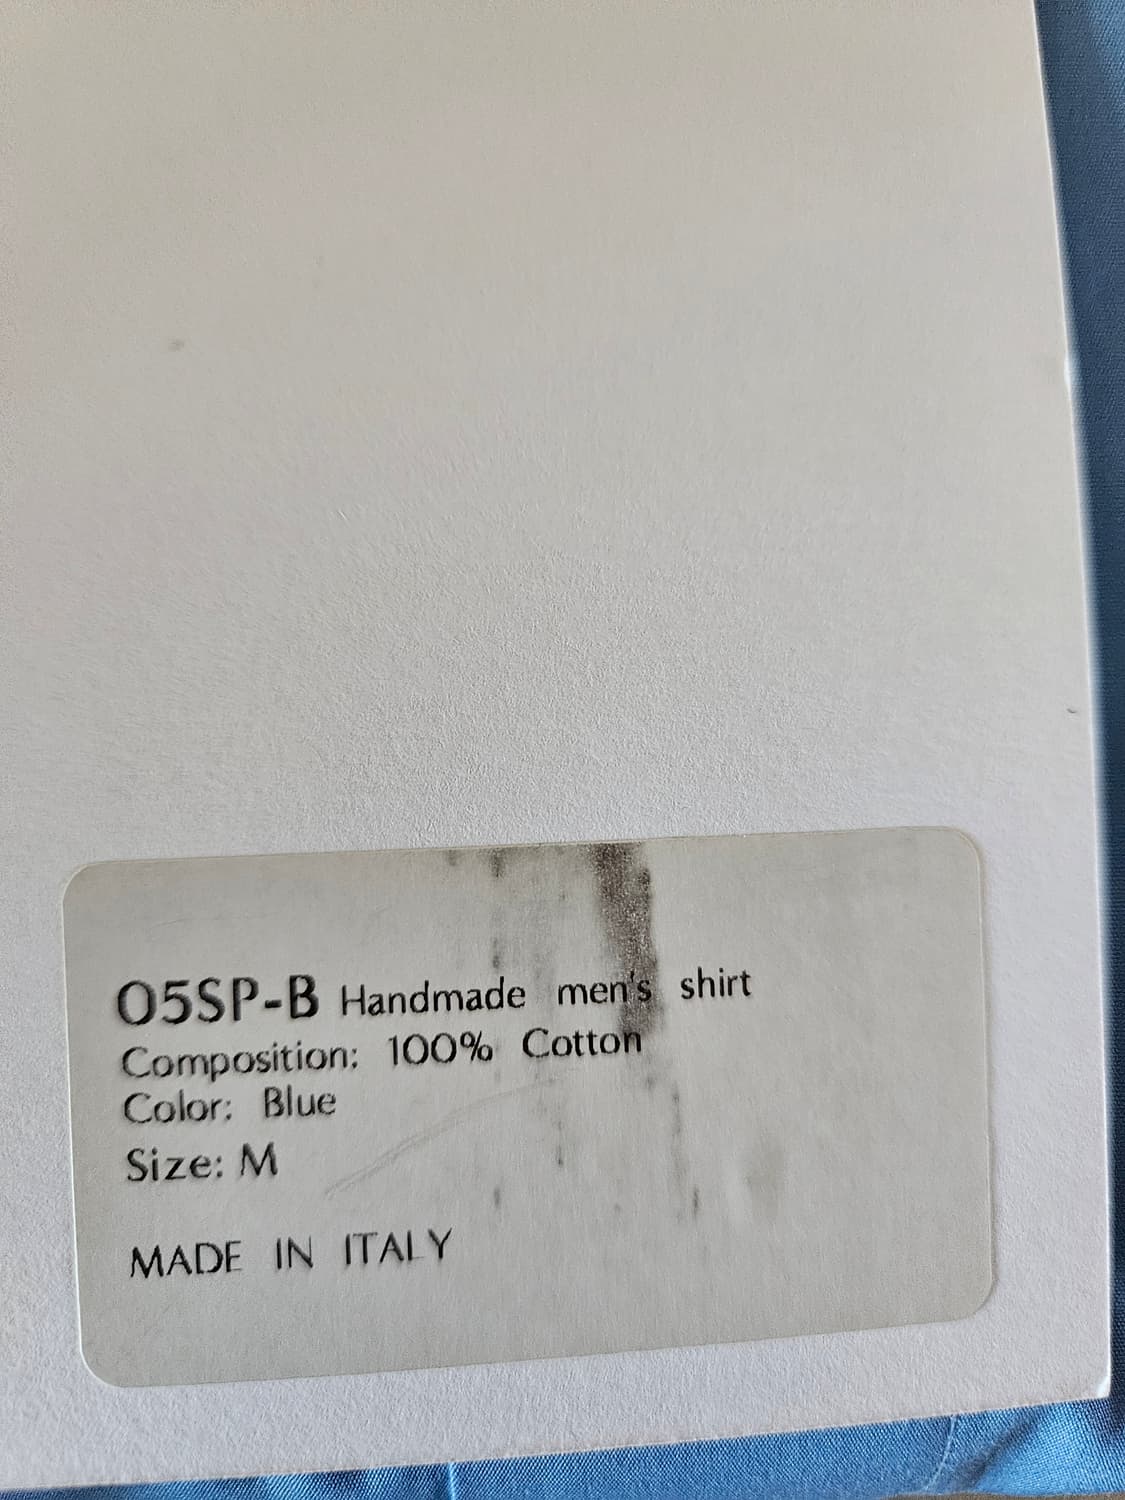 05SP-B Handmade men's shirt
Composition: 100% Cotton
Color: Blue
Size: M
MADE IN ITALY